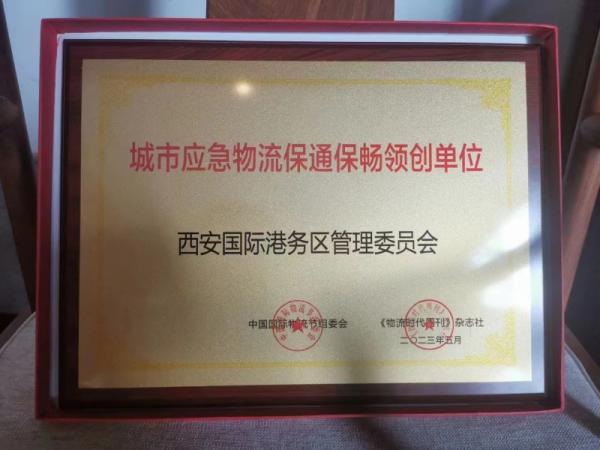 城市应急物流保通保畅领创单位
西安国际港务区管理委员会
中国国际物流节组委会
《物流时代周刊》杂志社
二〇二三年五月